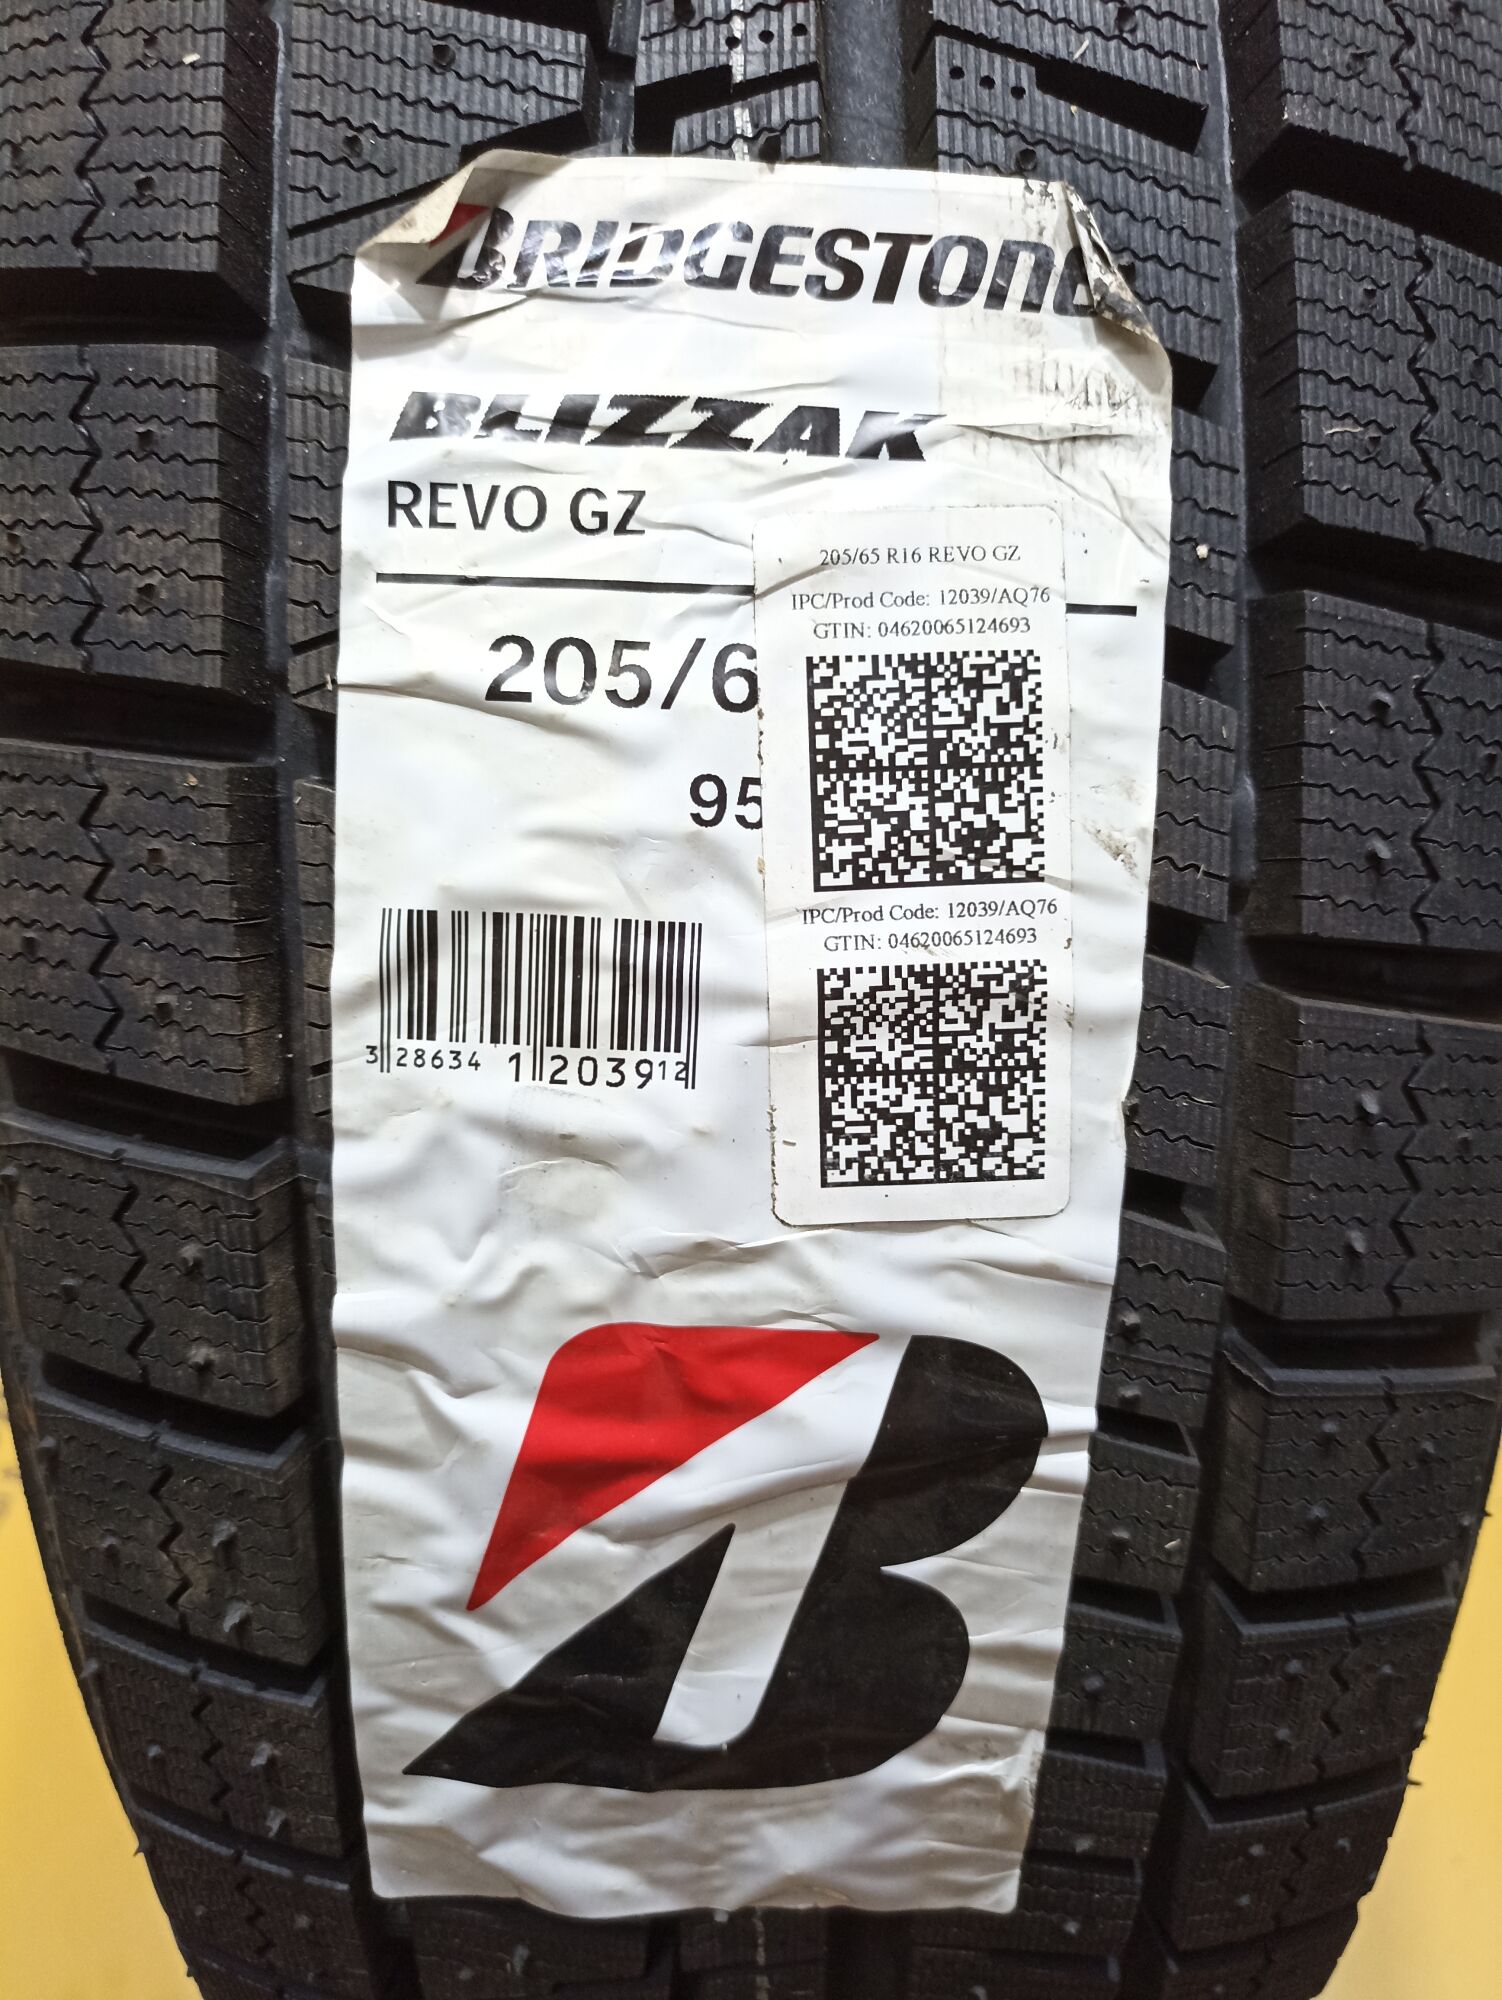 BRIDGESTONE
BLIZZAK
REVO GZ
205/6
95
3 28634 1 2039 12
205/65 R16 REVO GZ
IPC/Prod Code: 12039/AQ76
GTIN: 04620065124693
IPC/Prod Code: 12039/AQ76
GTIN: 04620065124693